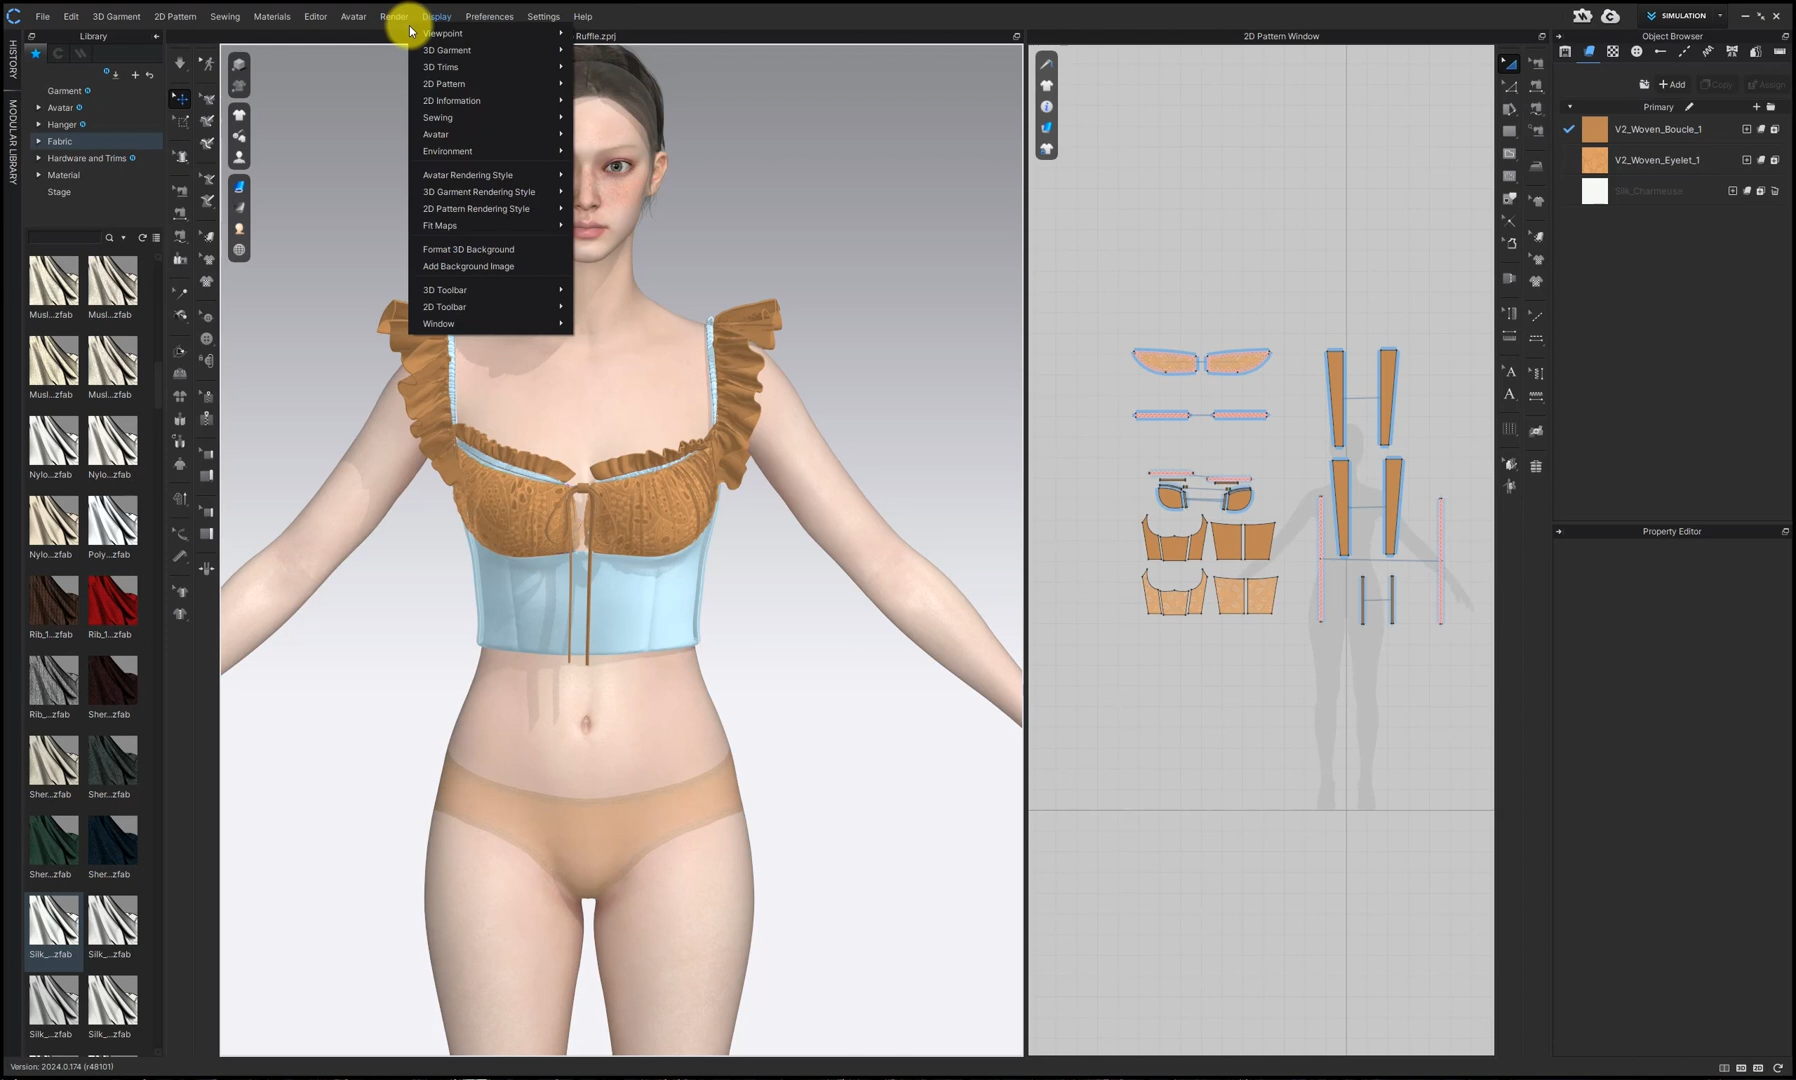 File Edit 3D Garment 2D Pattern Sewing Materials Editor Avatar Render Display Preferences Settings Help
SIMULATION
Library
Ruffle.zprj
2D Pattern Window
Object Browser
HISTORY
MODULAR LIBRARY
Garment
Avatar
Hanger
Fabric
Hardware and Trims
Material
Stage
Musl...zfab Musl...zfab
Musl...zfab Musl...zfab
Nylo...zfab Nylo...zfab
Nylo...zfab Poly...zfab
Rib_1...zfab Rib_1...zfab
Rib_...zfab Sher...zfab
Sher...zfab Sher...zfab
Sher...zfab Sher...zfab
Silk_...zfab Silk_...zfab
Silk_...zfab Silk_...zfab
Viewpoint
3D Garment
3D Trims
2D Pattern
2D Information
Sewing
Avatar
Environment
Avatar Rendering Style
3D Garment Rendering Style
2D Pattern Rendering Style
Fit Maps
Format 3D Background
Add Background Image
3D Toolbar
2D Toolbar
Window
+ Add Copy Assign
Primary
V2_Woven_Boucle_1
V2_Woven_Eyelet_1
Silk_Charmeuse
Property Editor
Version: 2024.0.174 (r48101)